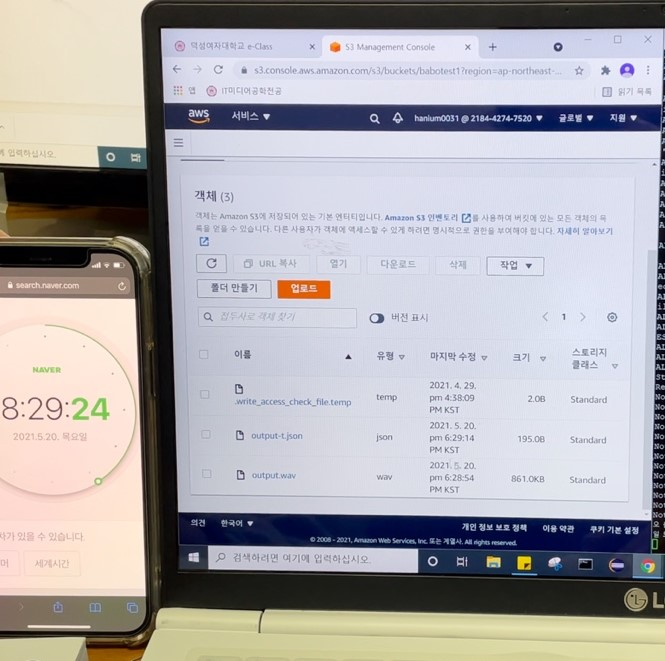 덕성여자대학교 e-Class
S3 Management Console
s3.console.aws.amazon.com/s3/buckets/babotest1?region=ap-northeast-...
앱
IT미디어공학전공
읽기 목록
aws
서비스
hanium0031 @ 2184-4274-7520
글로벌
지원
객체 (3)
객체는 Amazon S3에 저장되어 있는 기본 엔터티입니다. Amazon S3 인벤토리 를 사용하여 버킷에 있는 모든 객체의 목
록을 얻을 수 있습니다. 다른 사용자가 객체에 액세스할 수 있게 하려면 명시적으로 권한을 부여해야 합니다. 자세히 알아보기
URL 복사
열기
다운로드
삭제
작업
폴더 만들기
업로드
접두사로 객체 찾기
버전 표시
1
이름
유형
마지막 수정
크기
스토리지
클래스
.write_access_check_file.temp
temp
2021. 4. 29.
pm 4:38:09
PM KST
2.0B
Standard
output-t.json
json
2021. 5. 20.
pm 6:29:14
PM KST
195.0B
Standard
output.wav
wav
2021. 5. 20.
pm 6:28:54
PM KST
861.0KB
Standard
의견
한국어
개인 정보 보호 정책
이용 약관
쿠키 기본 설정
© 2008 - 2021, Amazon Web Services, Inc. 또는 계열사. All rights reserved.
검색하려면 여기에 입력하십시오.
에 입력하십시오.
search.naver.com
NAVER
8:29:24
2021.5.20. 목요일
차가 있을 수 있습니다.
머
세계시간
LG